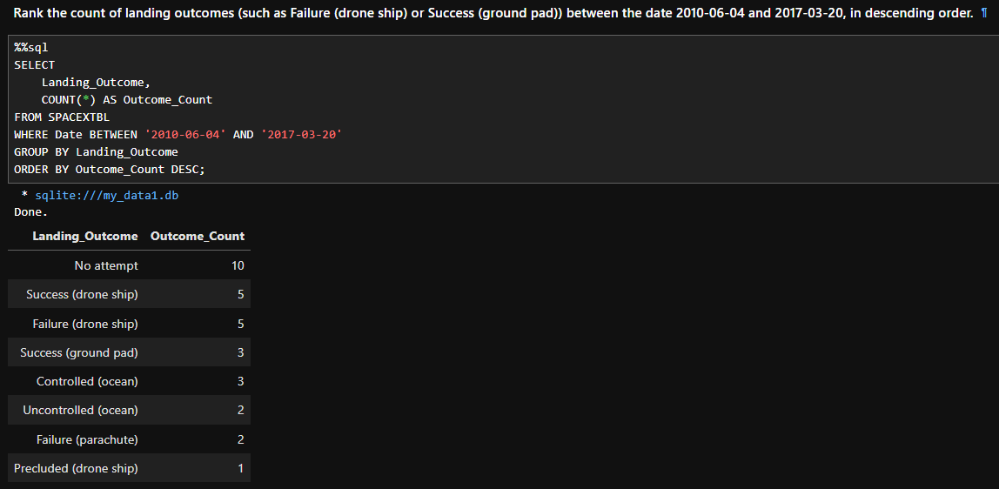 Rank the count of landing outcomes (such as Failure (drone ship) or Success (ground pad)) between the date 2010-06-04 and 2017-03-20, in descending order. ¶
%%sql
SELECT
    Landing_Outcome,
    COUNT(*) AS Outcome_Count
FROM SPACEXTBL
WHERE Date BETWEEN '2010-06-04' AND '2017-03-20'
GROUP BY Landing_Outcome
ORDER BY Outcome_Count DESC;
* sqlite:///my_data1.db
Done.
Landing_Outcome Outcome_Count
No attempt 10
Success (drone ship) 5
Failure (drone ship) 5
Success (ground pad) 3
Controlled (ocean) 3
Uncontrolled (ocean) 2
Failure (parachute) 2
Precluded (drone ship) 1